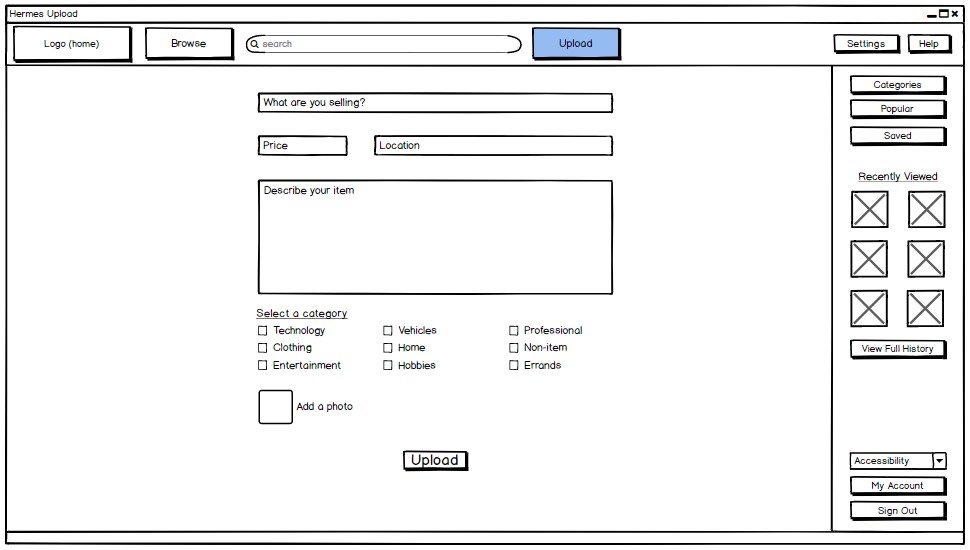 Hermes Upload
Logo (home)
Browse
search
Upload
Settings
Help
What are you selling?
Price
Location
Describe your item
Select a category
Technology
Vehicles
Professional
Clothing
Home
Non-item
Entertainment
Hobbies
Errands
Add a photo
Upload
Categories
Popular
Saved
Recently Viewed
View Full History
Accessibility
My Account
Sign Out